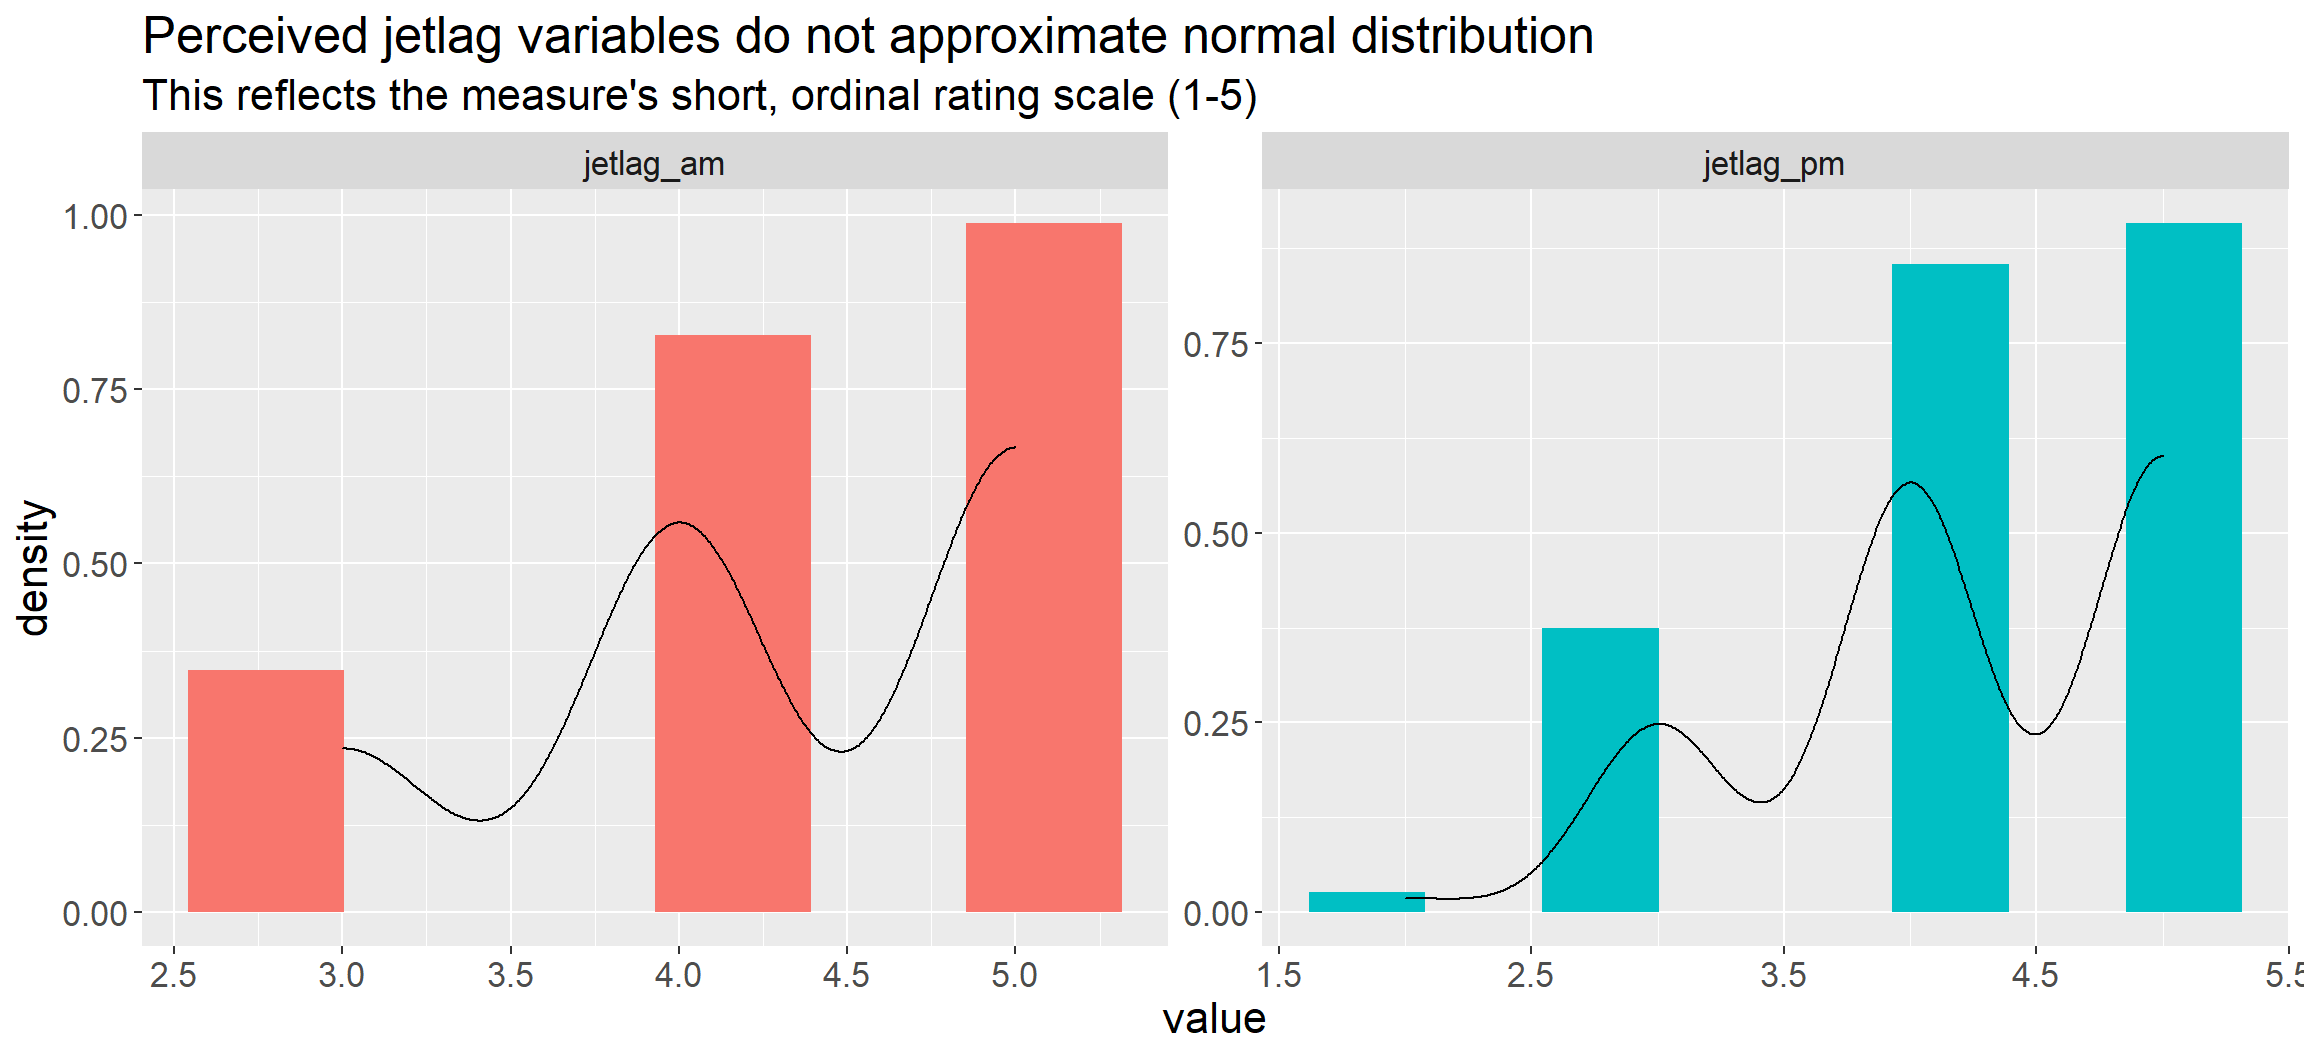 Perceived jetlag variables do not approximate normal distribution
This reflects the measure's short, ordinal rating scale (1-5)
jetlag_am
jetlag_pm
density
1.00
0.75
0.50
0.25
0.00
0.75
0.50
0.25
0.00
2.5 3.0 3.5 4.0 4.5 5.0
1.5 2.5 3.5 4.5 5.5
value